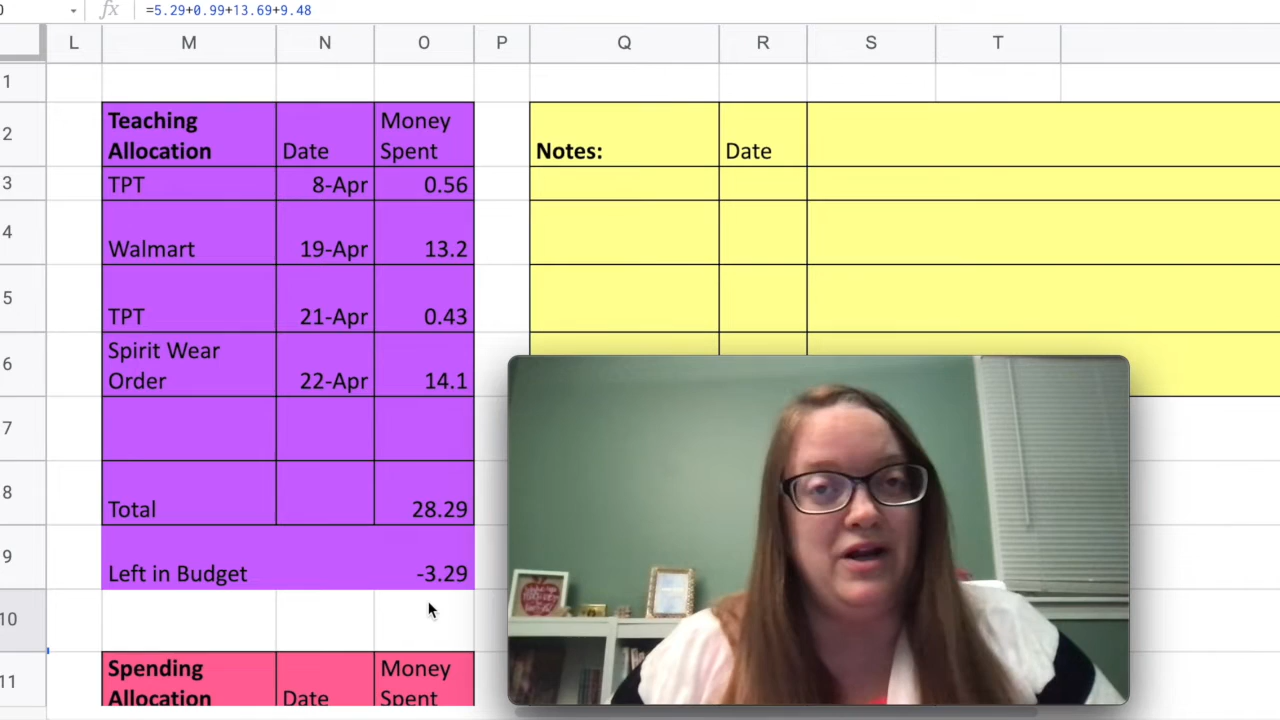 =5.29+0.99+13.69+9.48
L M N O P Q R S T
1
2 Teaching Allocation Date Money Spent Notes: Date
3 TPT 8-Apr 0.56
4 Walmart 19-Apr 13.2
5 TPT 21-Apr 0.43
6 Spirit Wear Order 22-Apr 14.1
7
8 Total 28.29
9 Left in Budget -3.29
10
11 Spending Allocation Date Money Spent